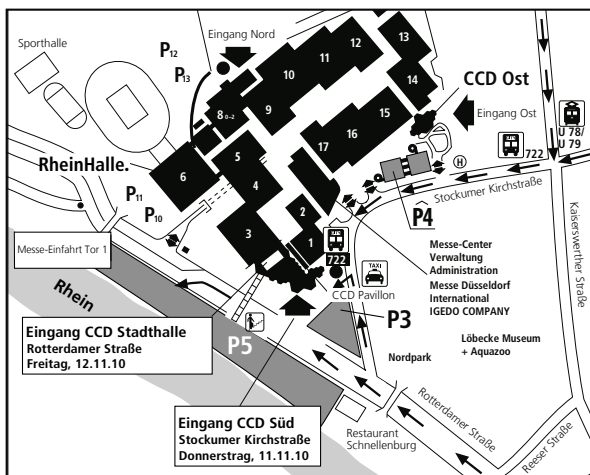 Sporthalle
P12
P13
Eingang Nord
12
13
11
10
14
CCD Ost
8 0–2
9
15
Eingang Ost
16
U 78/
U 79
722
17
5
H
RheinHalle.
6
4
P4
Stockumer Kirchstraße
P11
P10
2
3
1
Kaiserswerther Straße
Messe-Einfahrt Tor 1
722
TAXI
Messe-Center
Verwaltung
Administration
Messe Düsseldorf
International
IGEDO COMPANY
CCD Pavillon
Rhein
P3
Löbecke Museum
+ Aquazoo
Nordpark
Eingang CCD Stadthalle
Rotterdamer Straße
Freitag, 12.11.10
P5
Eingang CCD Süd
Stockumer Kirchstraße
Donnerstrag, 11.11.10
Restaurant
Schnellenburg
Rotterdamer Straße
Reeser Straße